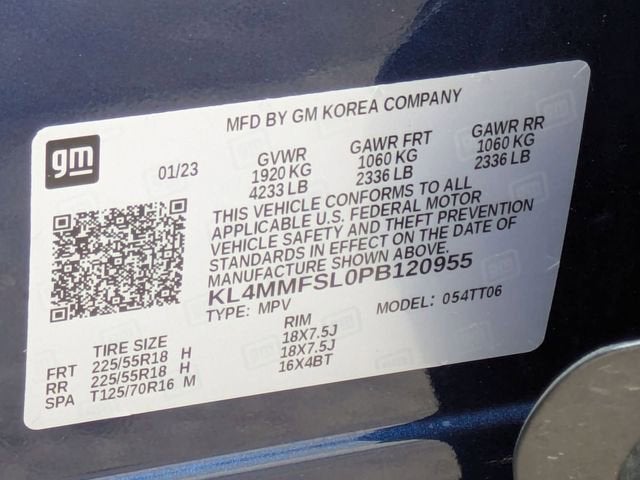 MFD BY GM KOREA COMPANY
gm
01/23
GVWR
1920 KG
4233 LB
GAWR FRT
1060 KG
2336 LB
GAWR RR
1060 KG
2336 LB
THIS VEHICLE CONFORMS TO ALL
APPLICABLE U.S. FEDERAL MOTOR
VEHICLE SAFETY AND THEFT PREVENTION
STANDARDS IN EFFECT ON THE DATE OF
MANUFACTURE SHOWN ABOVE.
KL4MMFSL0PB120955
TYPE: MPV MODEL: 054TT06
TIRE SIZE RIM
FRT 225/55R18 H 18X7.5J
RR 225/55R18 H 18X7.5J
SPA T125/70R16 M 16X4BT